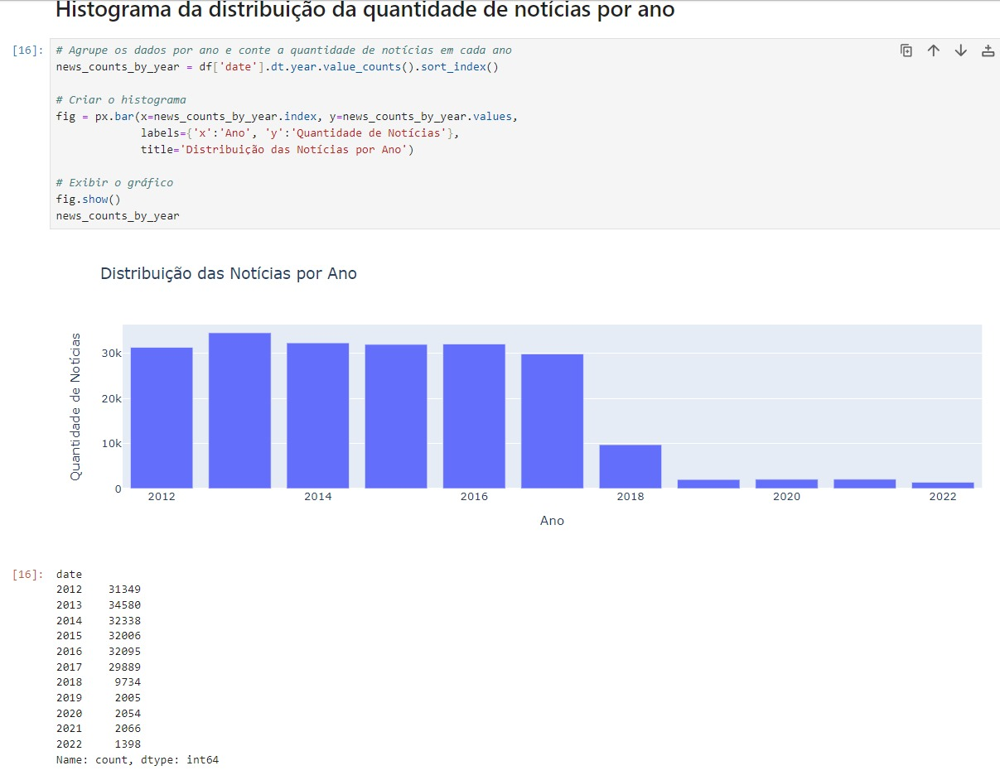 Histograma da distribuição da quantidade de notícias por ano
[16]: # Agrupe os dados por ano e conte a quantidade de notícias em cada ano
news_counts_by_year = df['date'].dt.year.value_counts().sort_index()
# Criar o histograma
fig = px.bar(x=news_counts_by_year.index, y=news_counts_by_year.values,
labels={'x':'Ano', 'y':'Quantidade de Notícias'},
title='Distribuição das Notícias por Ano')
# Exibir o gráfico
fig.show()
news_counts_by_year
Distribuição das Notícias por Ano
Quantidade de Notícias
30k
20k
10k
0
2012 2014 2016 2018 2020 2022
Ano
[16]: date
2012 31349
2013 34580
2014 32338
2015 32006
2016 32095
2017 29889
2018 9734
2019 2005
2020 2054
2021 2066
2022 1398
Name: count, dtype: int64